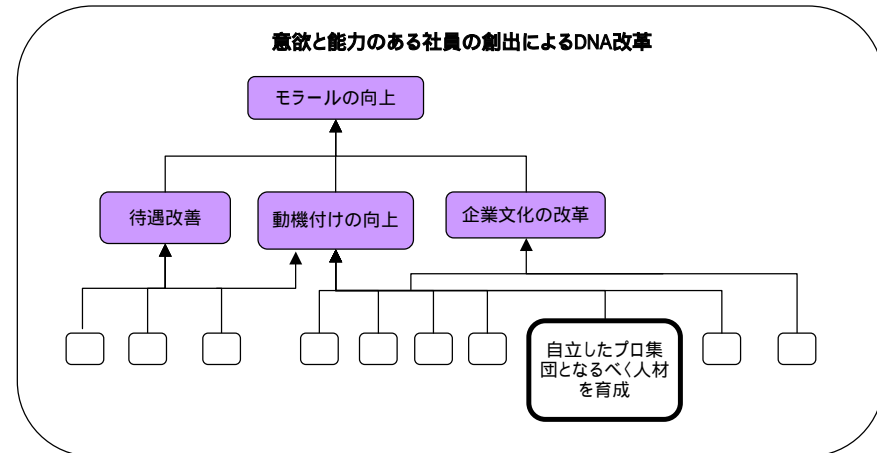 意欲と能力のある社員の創出によるDNA改革
モラールの向上
待遇改善
動機付けの向上
企業文化の改革
自立したプロ集
団となるべく人材
を育成